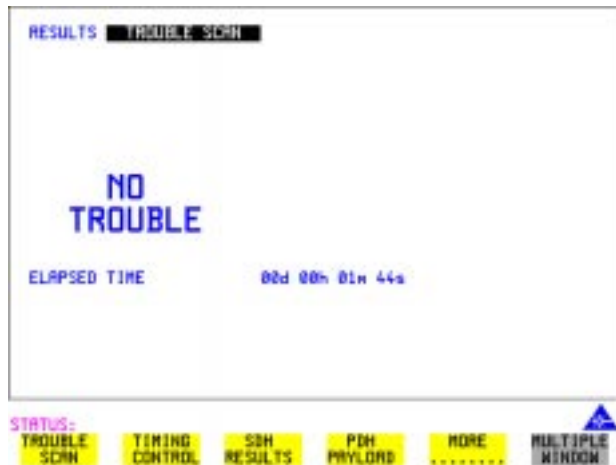 RESULTS TROUBLE SCAN
NO
TROUBLE
ELAPSED TIME 00d 00h 01m 44s
STATUS:
TROUBLE SCAN TIMING CONTROL SDH RESULTS PDH PAYLOAD MORE ........ MULTIPLE WINDOW